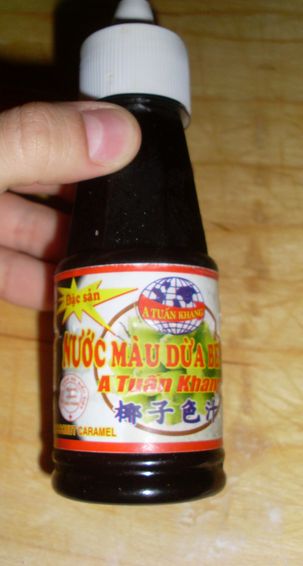 Đặc sản
A TUẤN KHANG
NƯỚC MÀU DỪA BẾ
A Tuấn Khang
椰子色汁
CARAMEL